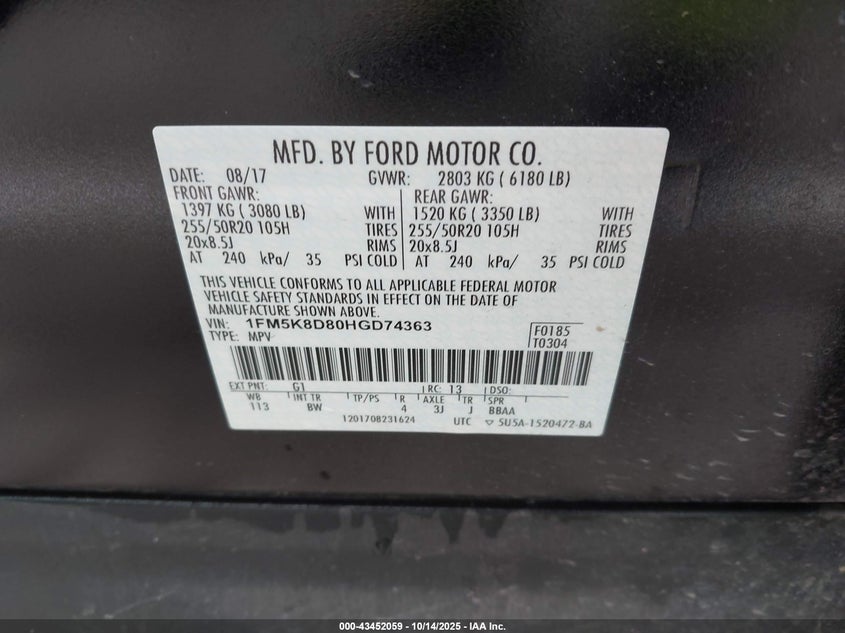 MFD. BY FORD MOTOR CO.
DATE: 08/17 GVWR: 2803 KG ( 6180 LB)
FRONT GAWR: REAR GAWR:
1397 KG ( 3080 LB) WITH 1520 KG ( 3350 LB) WITH
255/50R20 105H TIRES 255/50R20 105H TIRES
20x8.5J RIMS 20x8.5J RIMS
AT 240 kPa/ 35 PSI COLD AT 240 kPa/ 35 PSI COLD
THIS VEHICLE CONFORMS TO ALL APPLICABLE FEDERAL MOTOR
VEHICLE SAFETY STANDARDS IN EFFECT ON THE DATE OF
MANUFACTURE SHOWN ABOVE.
VIN: 1FM5K8D80HGD74363 F0185
TYPE: MPV T0304
EXT PNT: G1 RC: 13 DSO:
WB INT TR TP/PS R AXLE TR SPR
113 BW 4 3J J BBAA
1201708231624 UTC ▽ 5U5A-1520472-BA
000-43452059 - 10/14/2025 - IAA Inc.